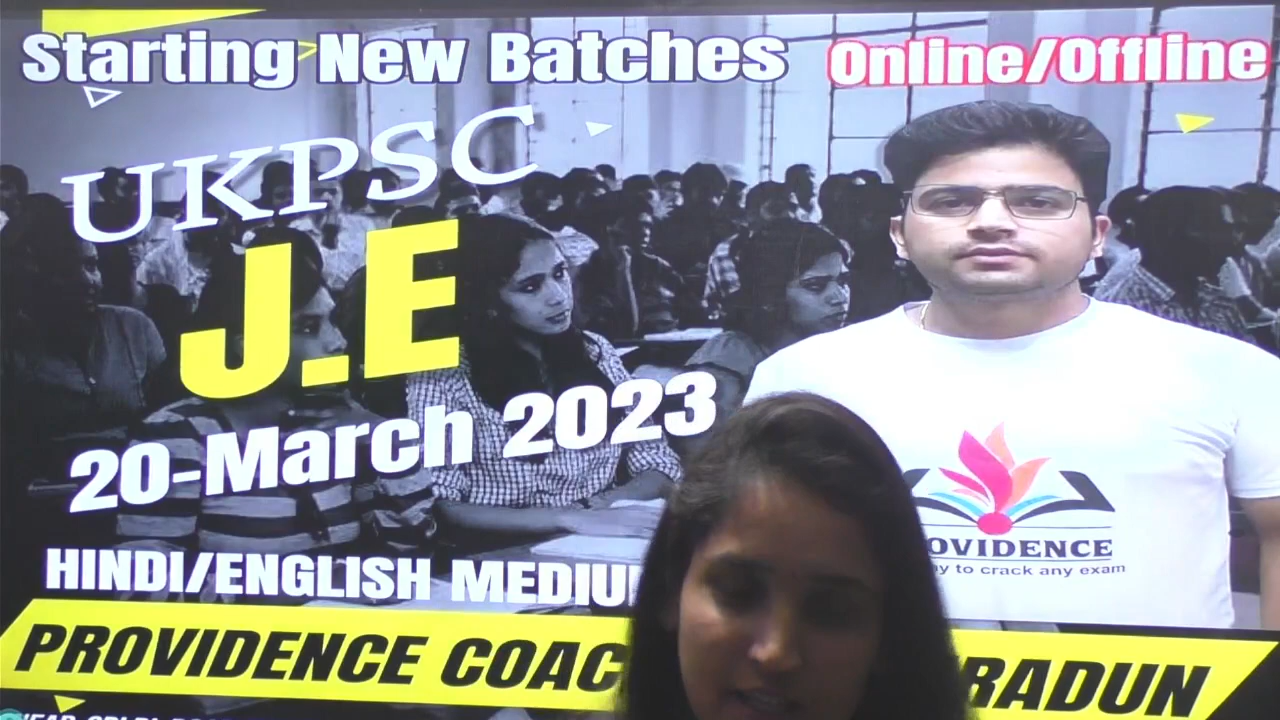 Starting New Batches Online/Offline
UKPSC
J.E
20-March 2023
HINDI/ENGLISH MEDIU
OVIDENCE
y to crack any exam
PROVIDENCE COAC RADUN